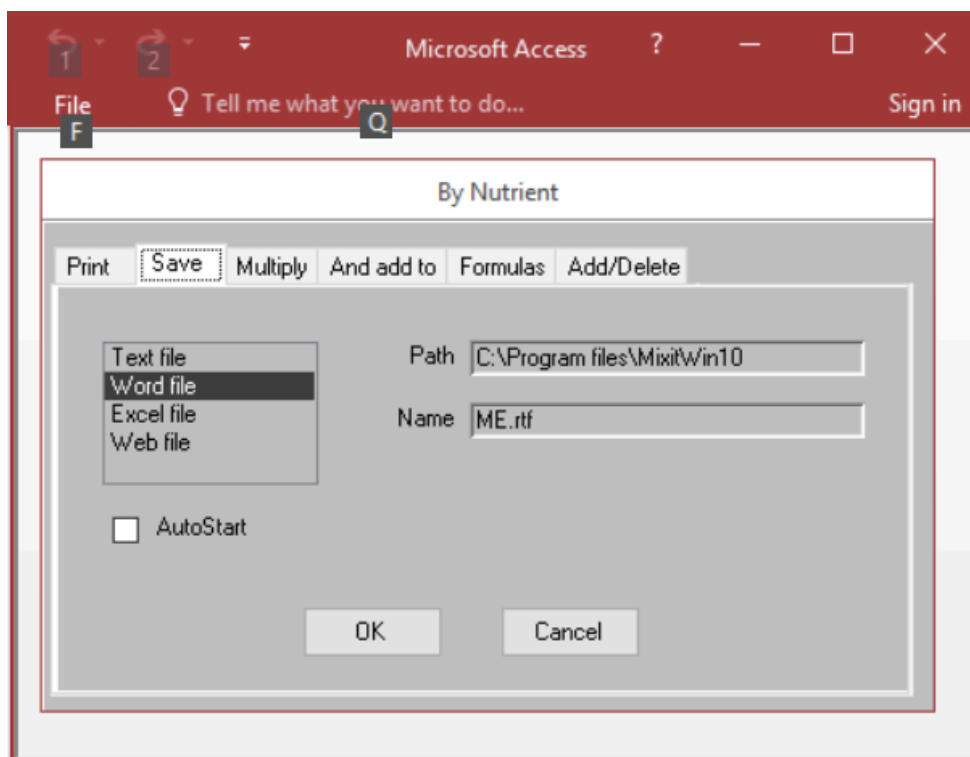 1 2 Microsoft Access ?
File Tell me what you want to do... Sign in
F Q
By Nutrient
Print Save Multiply And add to Formulas Add/Delete
Text file
Word file
Excel file
Web file
Path C:\Program files\MixitWin10
Name ME.rtf
AutoStart
OK Cancel